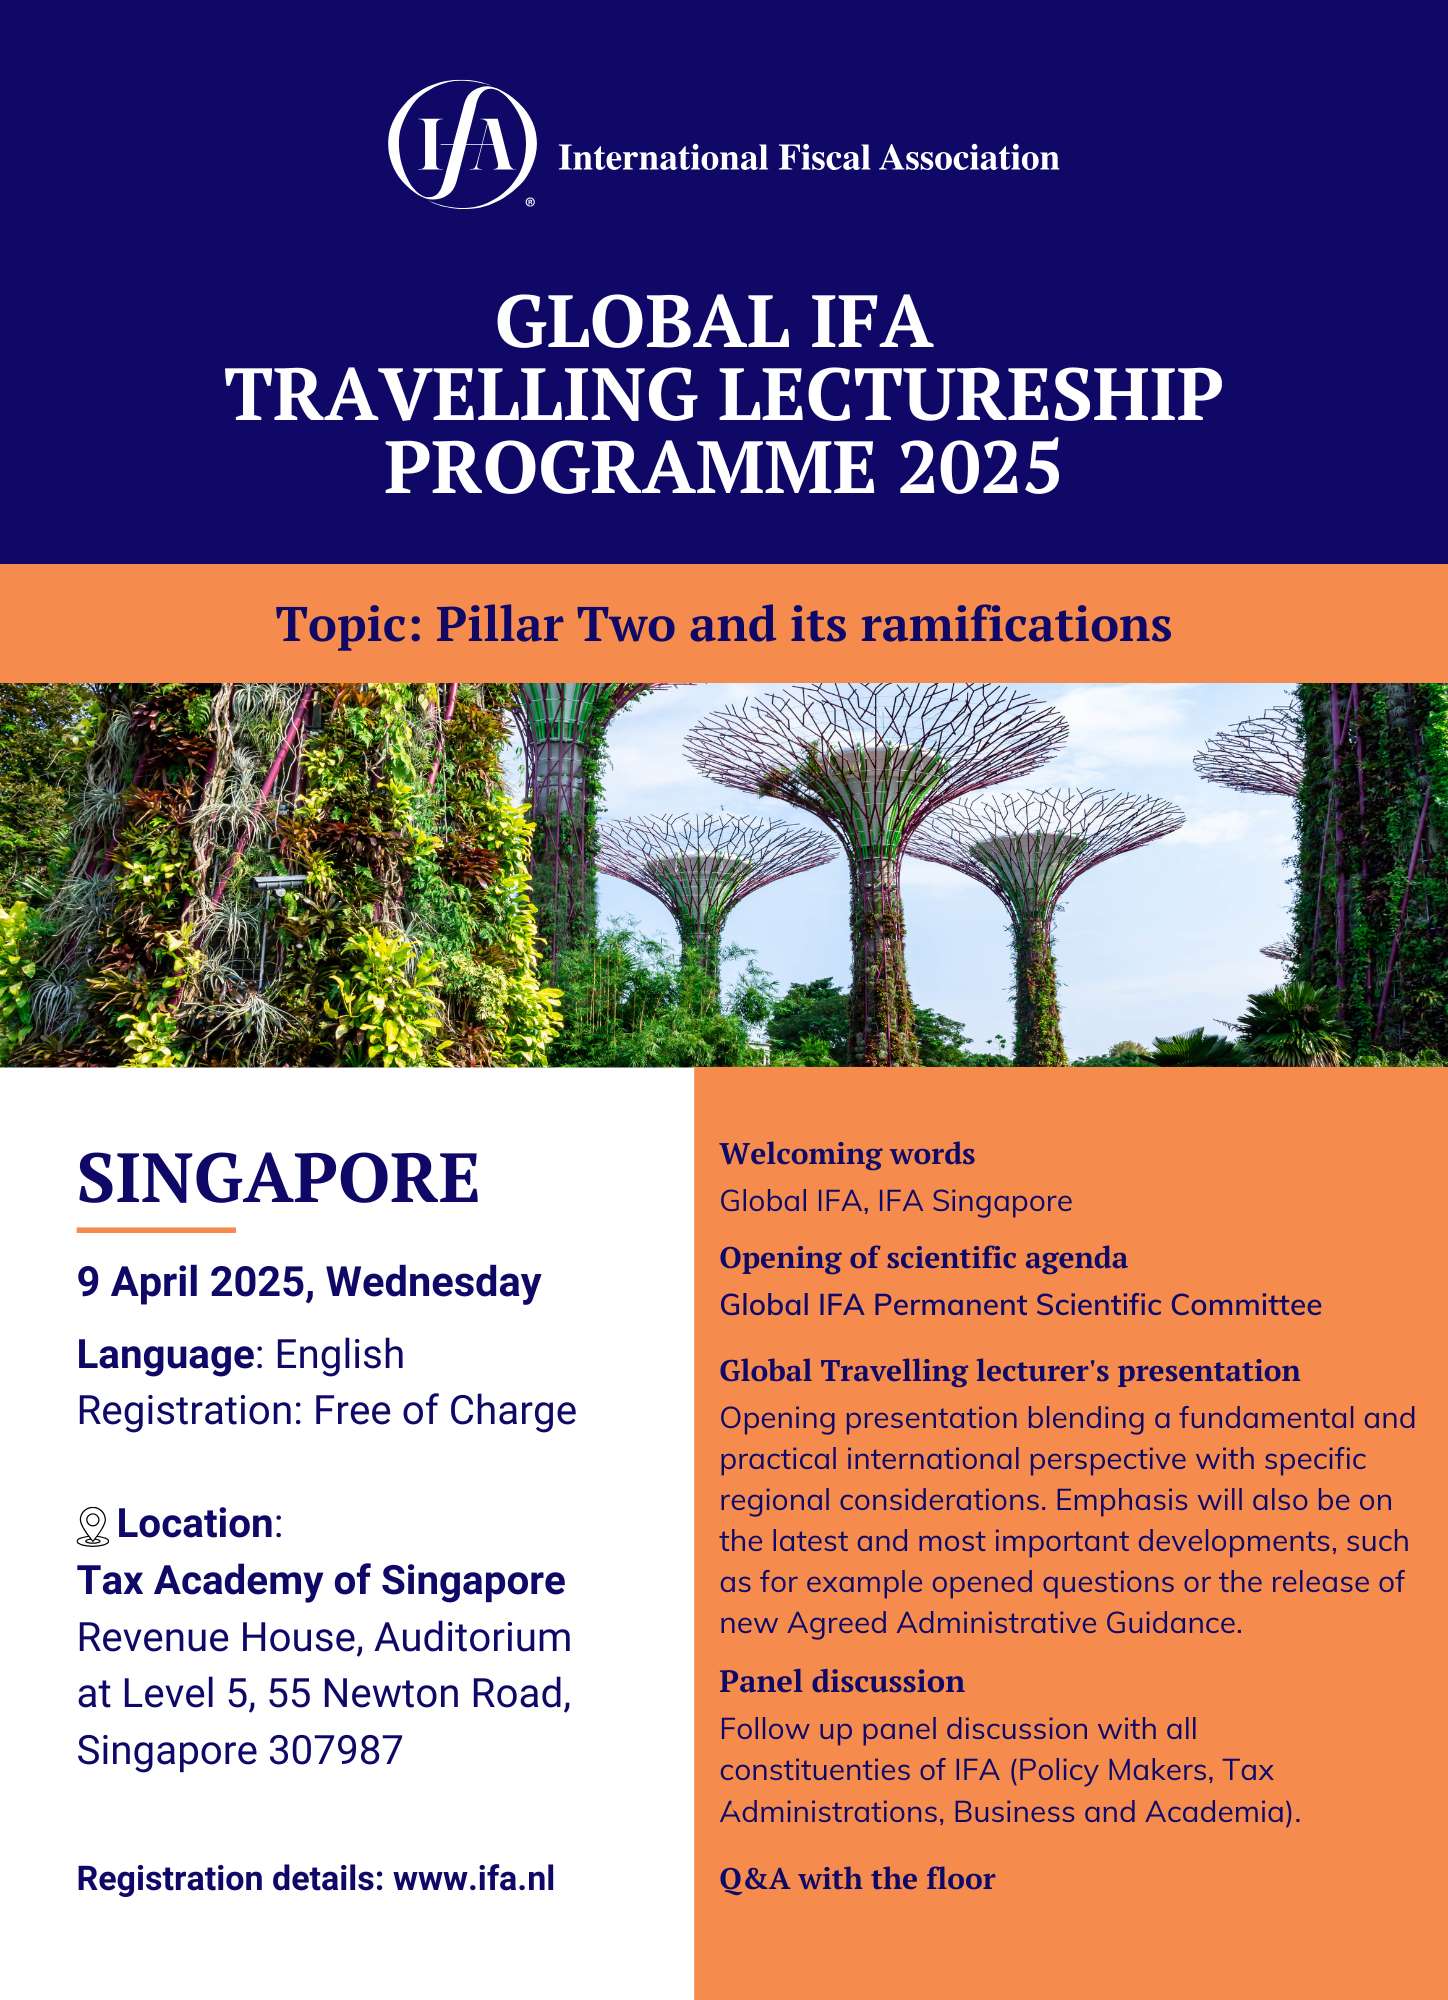 IFA
®
International Fiscal Association
GLOBAL IFA
TRAVELLING LECTURESHIP
PROGRAMME 2025
Topic: Pillar Two and its ramifications
SINGAPORE
9 April 2025, Wednesday
Language: English
Registration: Free of Charge
Location:
Tax Academy of Singapore
Revenue House, Auditorium
at Level 5, 55 Newton Road,
Singapore 307987
Registration details: www.ifa.nl
Welcoming words
Global IFA, IFA Singapore
Opening of scientific agenda
Global IFA Permanent Scientific Committee
Global Travelling lecturer's presentation
Opening presentation blending a fundamental and
practical international perspective with specific
regional considerations. Emphasis will also be on
the latest and most important developments, such
as for example opened questions or the release of
new Agreed Administrative Guidance.
Panel discussion
Follow up panel discussion with all
constituenties of IFA (Policy Makers, Tax
Administrations, Business and Academia).
Q&A with the floor